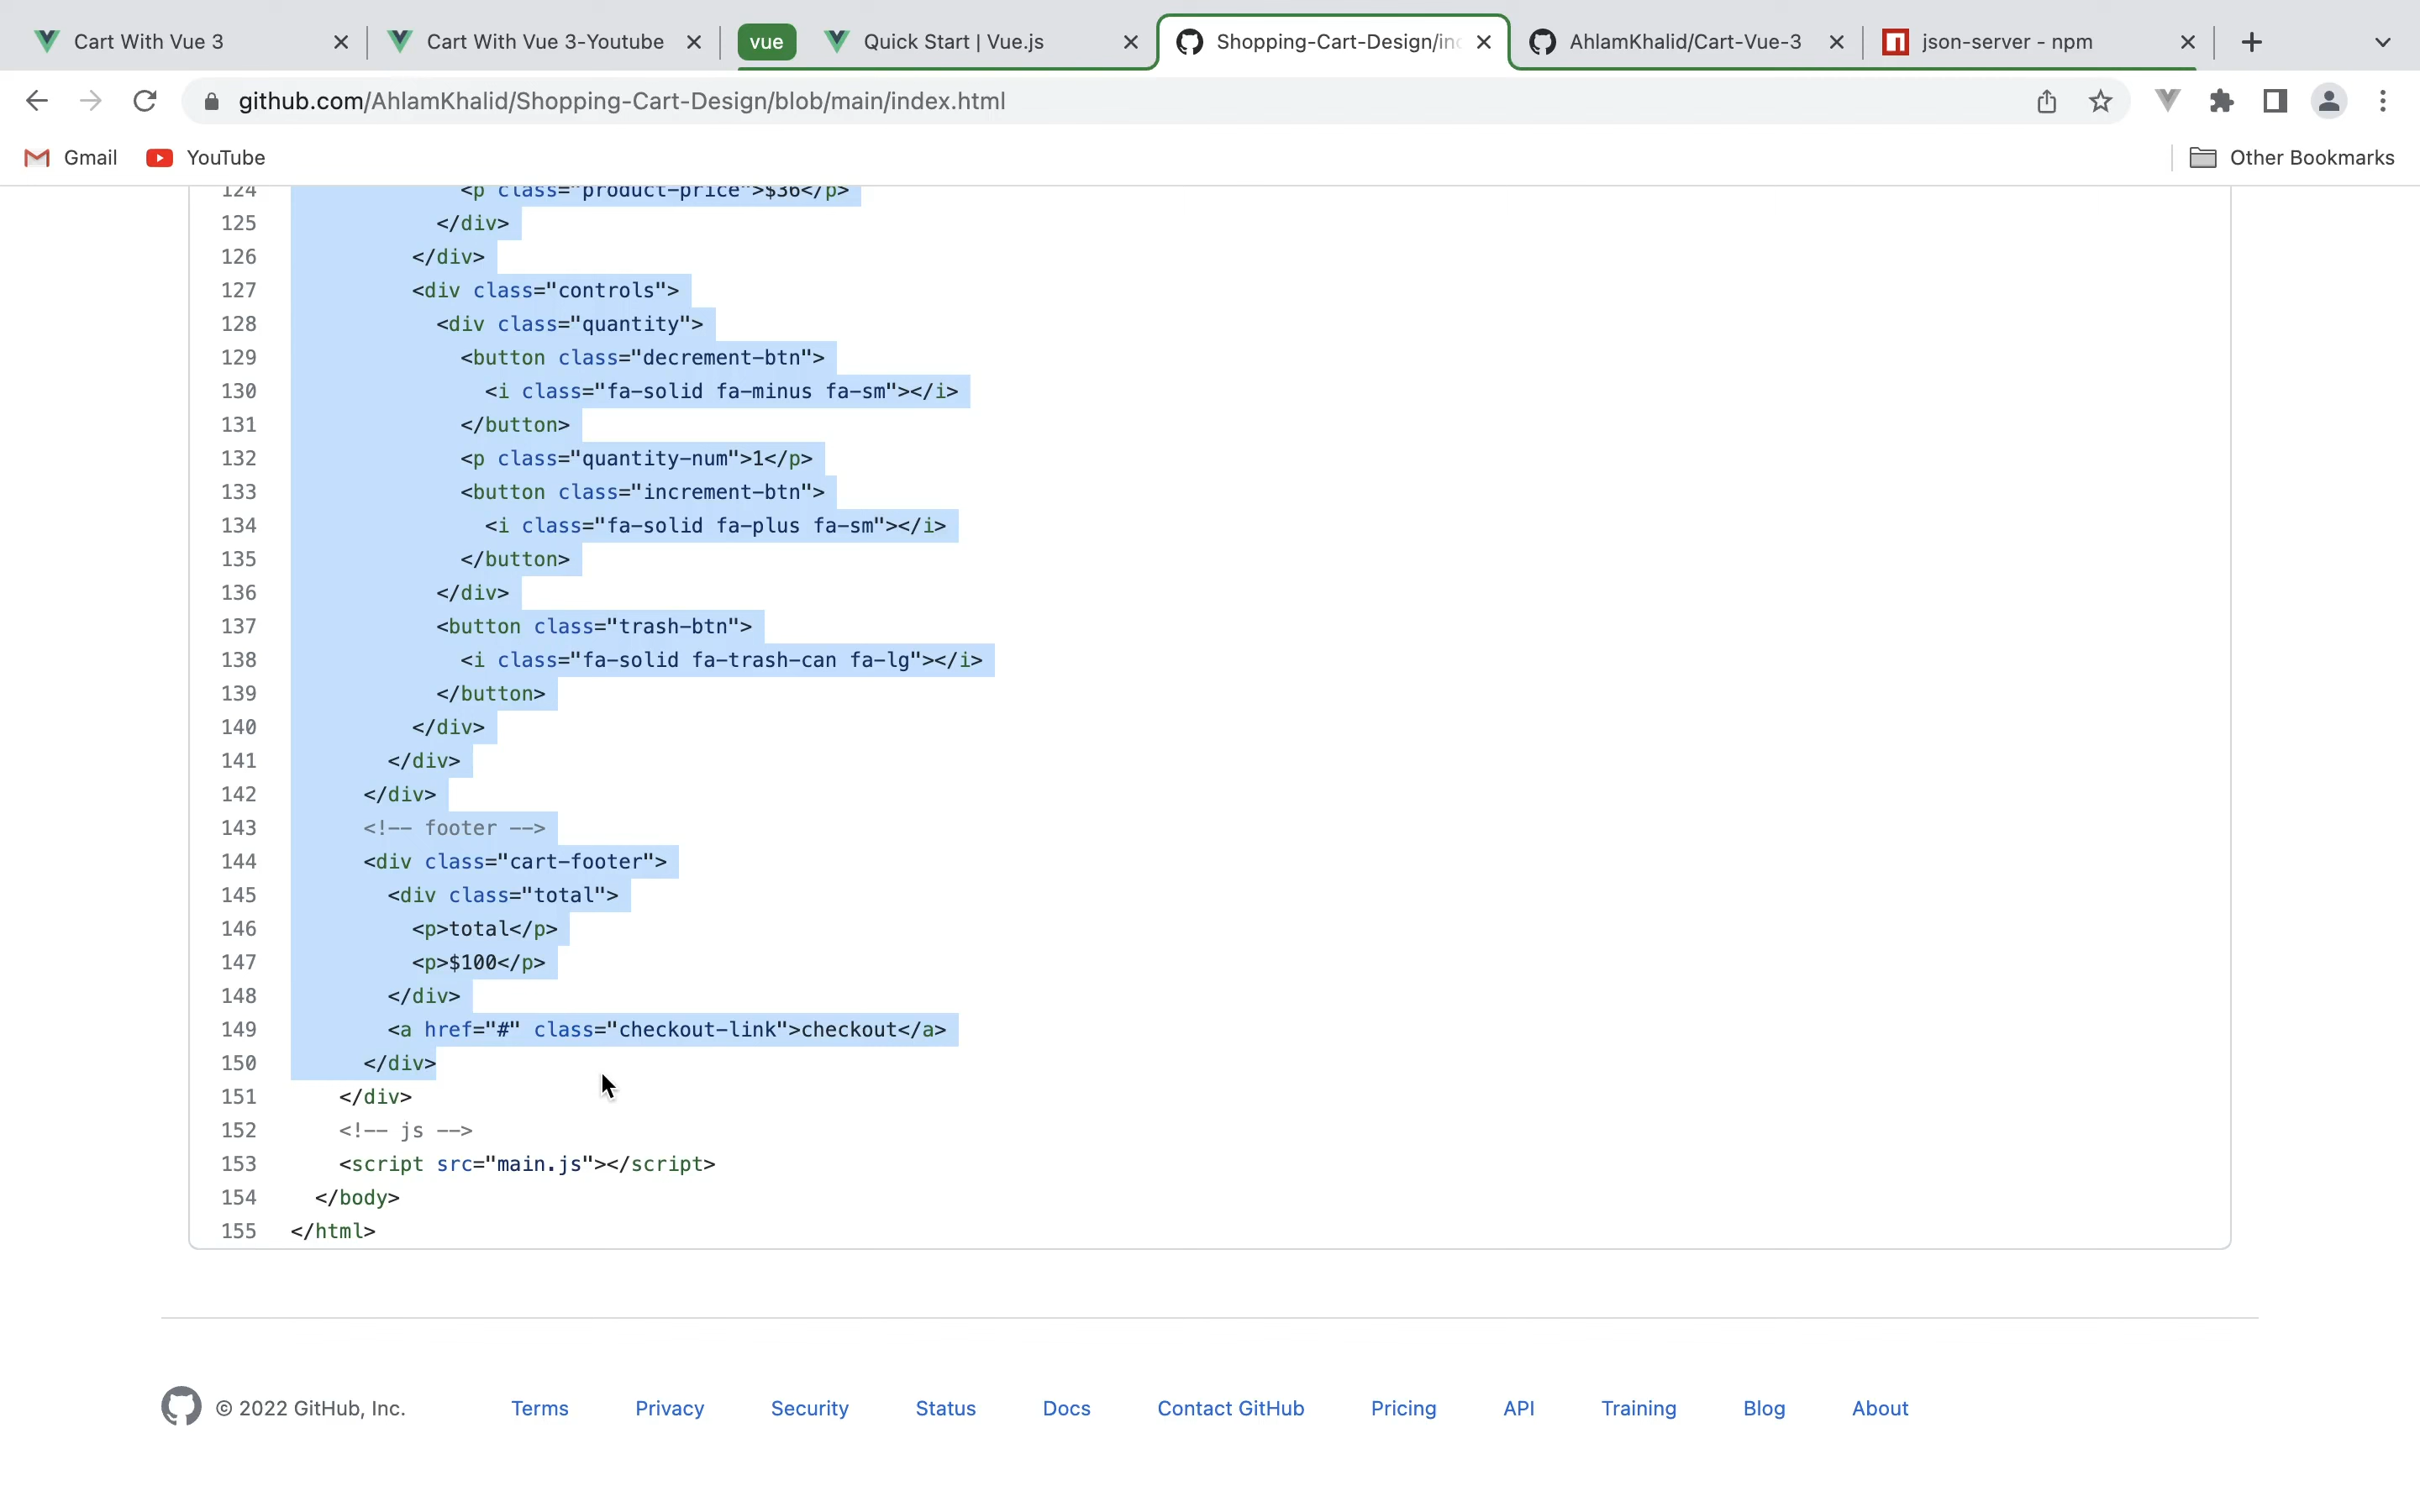 Cart With Vue 3
Cart With Vue 3-Youtube
vue
Quick Start | Vue.js
Shopping-Cart-Design/in
AhlamKhalid/Cart-Vue-3
json-server - npm
github.com/AhlamKhalid/Shopping-Cart-Design/blob/main/index.html
Gmail
YouTube
Other Bookmarks
124 <p class="product-price">$36</p>
125 </div>
126 </div>
127 <div class="controls">
128 <div class="quantity">
129 <button class="decrement-btn">
130 <i class="fa-solid fa-minus fa-sm"></i>
131 </button>
132 <p class="quantity-num">1</p>
133 <button class="increment-btn">
134 <i class="fa-solid fa-plus fa-sm"></i>
135 </button>
136 </div>
137 <button class="trash-btn">
138 <i class="fa-solid fa-trash-can fa-lg"></i>
139 </button>
140 </div>
141 </div>
142 </div>
143 <!-- footer -->
144 <div class="cart-footer">
145 <div class="total">
146 <p>total</p>
147 <p>$100</p>
148 </div>
149 <a href="#" class="checkout-link">checkout</a>
150 </div>
151 </div>
152 <!-- js -->
153 <script src="main.js"></script>
154 </body>
155 </html>
© 2022 GitHub, Inc.
Terms
Privacy
Security
Status
Docs
Contact GitHub
Pricing
API
Training
Blog
About